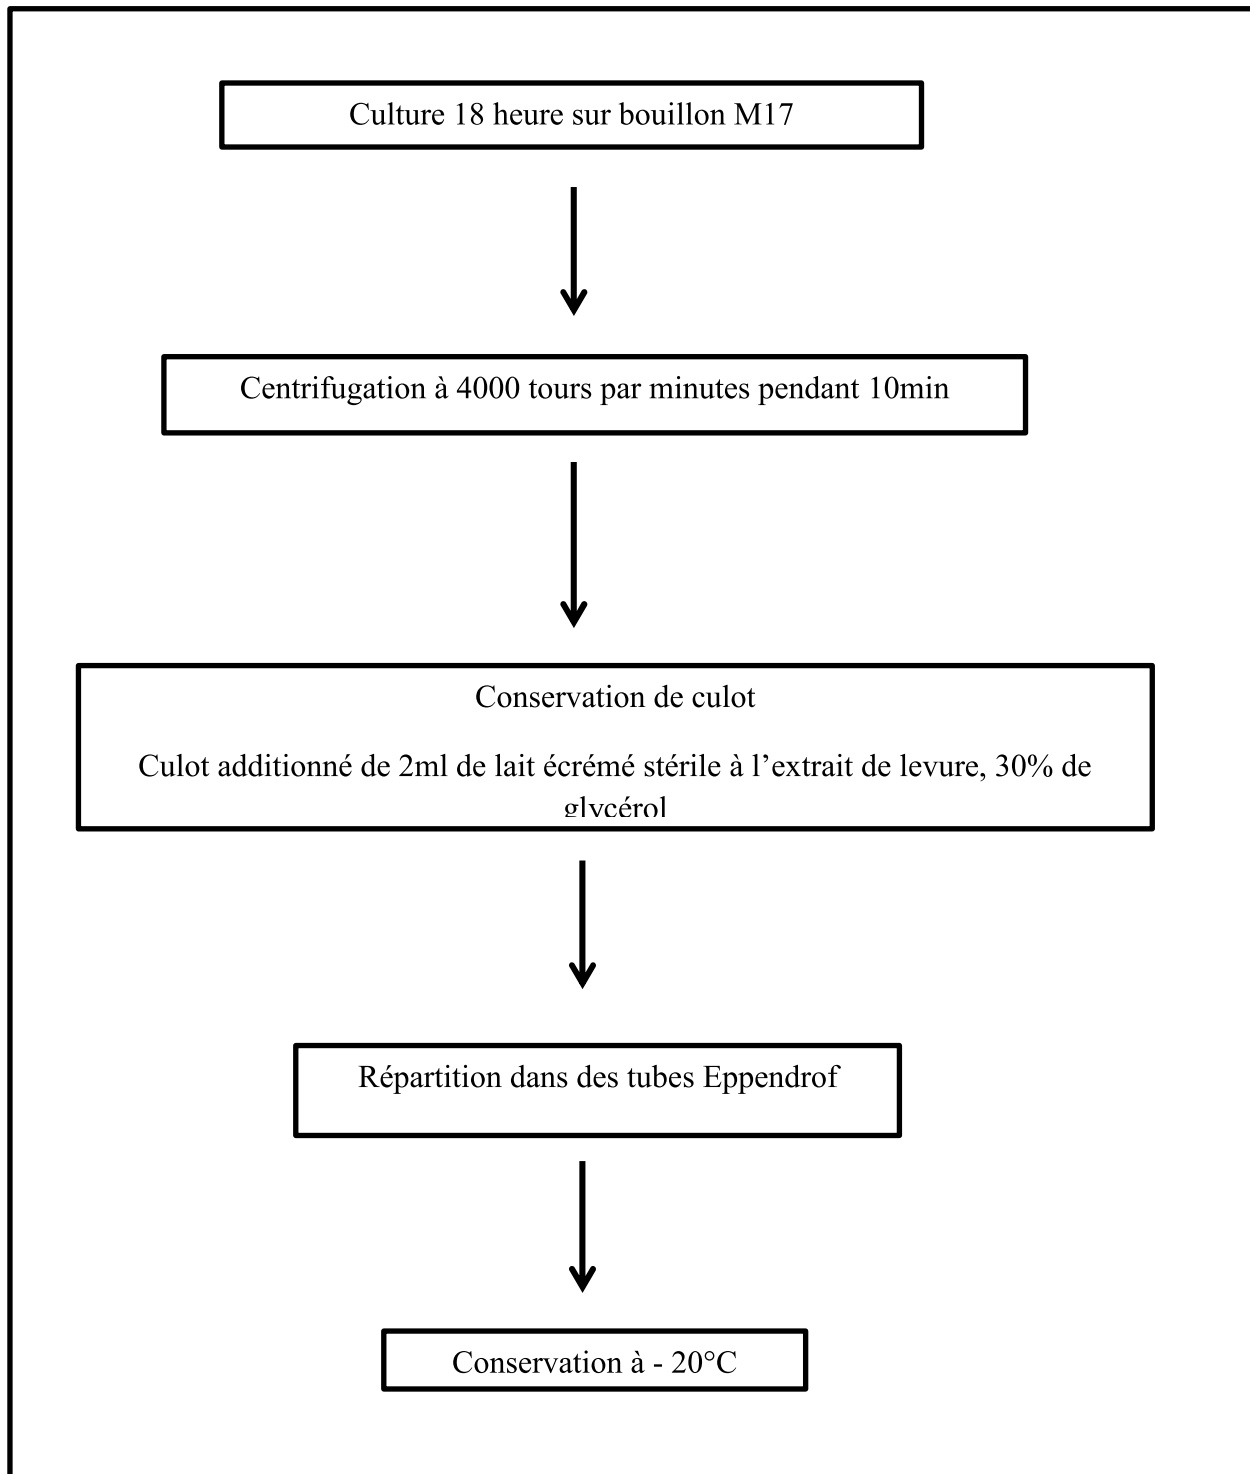 Culture 18 heure sur bouillon M17
Centrifugation à 4000 tours par minutes pendant 10min
Conservation de culot
Culot additionné de 2ml de lait écrémé stérile à l’extrait de levure, 30% de
glycérol
Répartition dans des tubes Eppendrof
Conservation à - 20°C